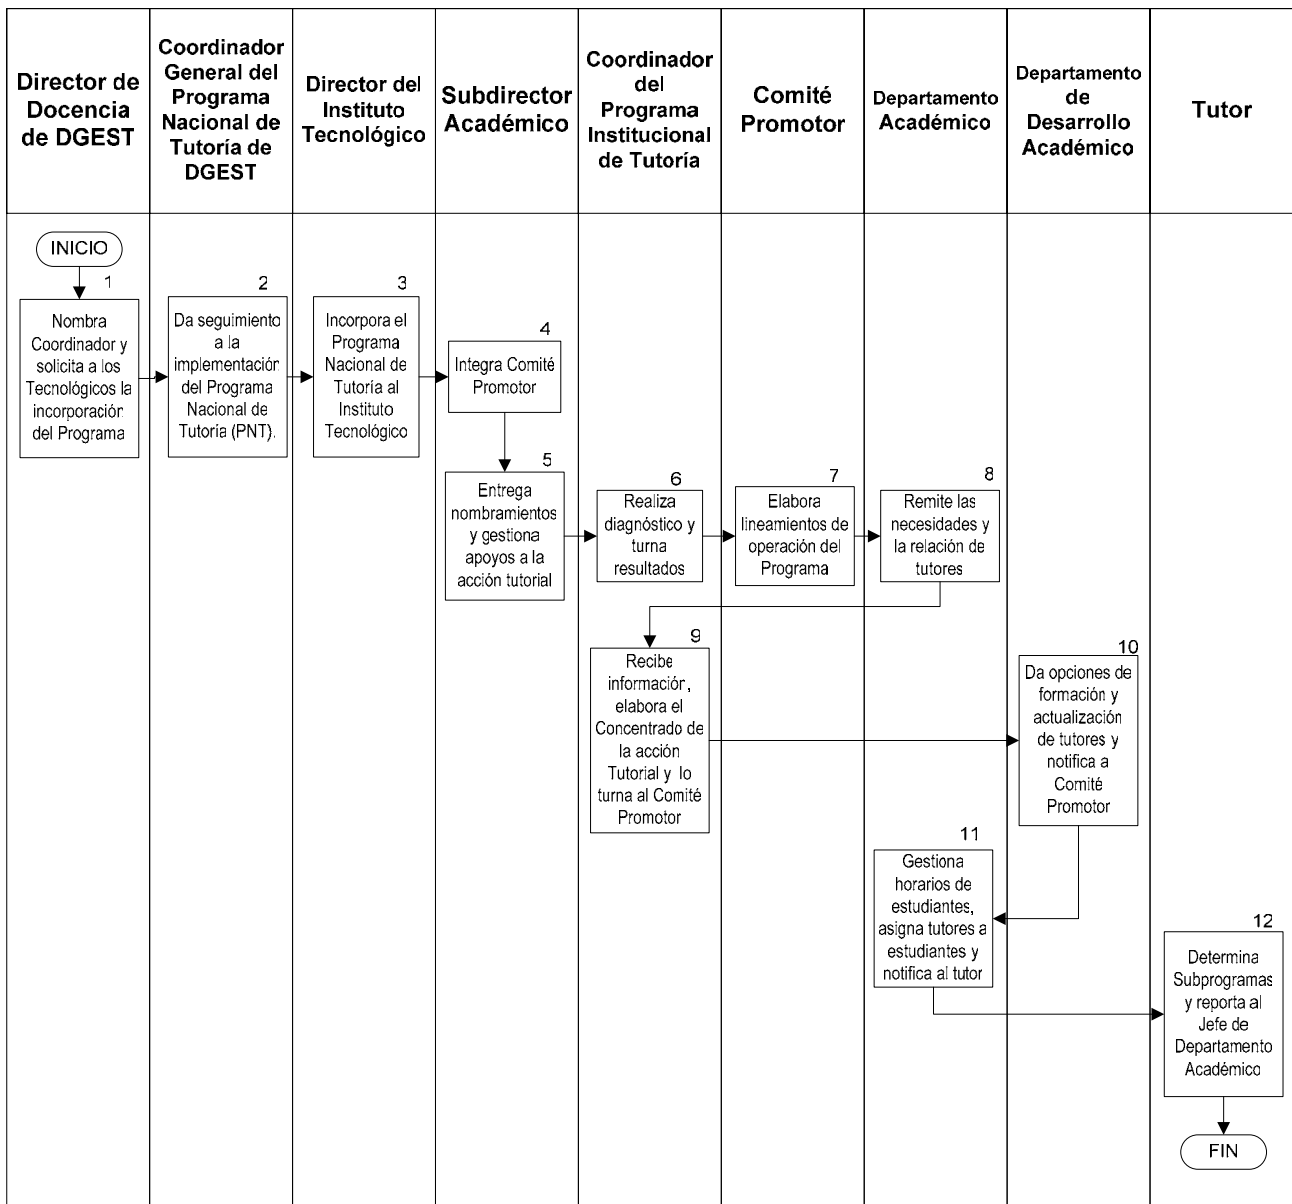 Director de
Docencia
de DGEST
Coordinador
General del
Programa
Nacional de
Tutoría de
DGEST
Director del
Instituto
Tecnológico
Subdirector
Académico
Coordinador
del
Programa
Institucional
de Tutoría
Comité
Promotor
Departamento
Académico
Departamento
de
Desarrollo
Académico
Tutor
INICIO
1
Nombra
Coordinador y
solicita a los
Tecnológicos la
incorporación
del Programa
2
Da seguimiento
a la
implementación
del Programa
Nacional de
Tutoría (PNT).
3
Incorpora el
Programa
Nacional de
Tutoría al
Instituto
Tecnológico
4
Integra Comité
Promotor
5
Entrega
nombramientos
y gestiona
apoyos a la
acción tutorial
6
Realiza
diagnóstico y
turna
resultados
7
Elabora
lineamientos de
operación del
Programa
8
Remite las
necesidades y
la relación de
tutores
9
Recibe
información,
elabora el
Concentrado de
la acción
Tutorial y lo
turna al Comité
Promotor
10
Da opciones de
formación y
actualización
de tutores y
notifica a
Comité
Promotor
11
Gestiona
horarios de
estudiantes,
asigna tutores a
estudiantes y
notifica al tutor
12
Determina
Subprogramas
y reporta al
Jefe de
Departamento
Académico
FIN